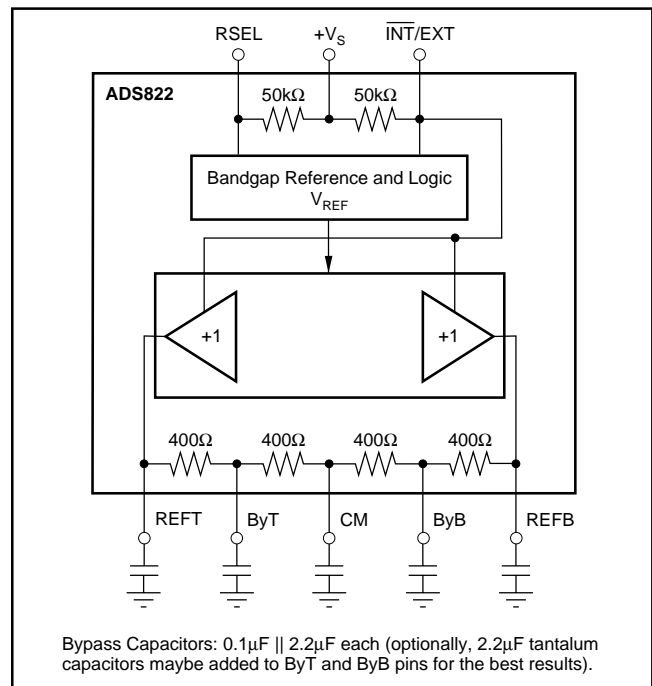 RSEL +VS INT/EXT
ADS822
50kΩ 50kΩ
Bandgap Reference and Logic
VREF
+1 +1
400Ω 400Ω 400Ω 400Ω
REFT ByT CM ByB REFB
Bypass Capacitors: 0.1µF || 2.2µF each (optionally, 2.2µF tantalum
capacitors maybe added to ByT and ByB pins for the best results).